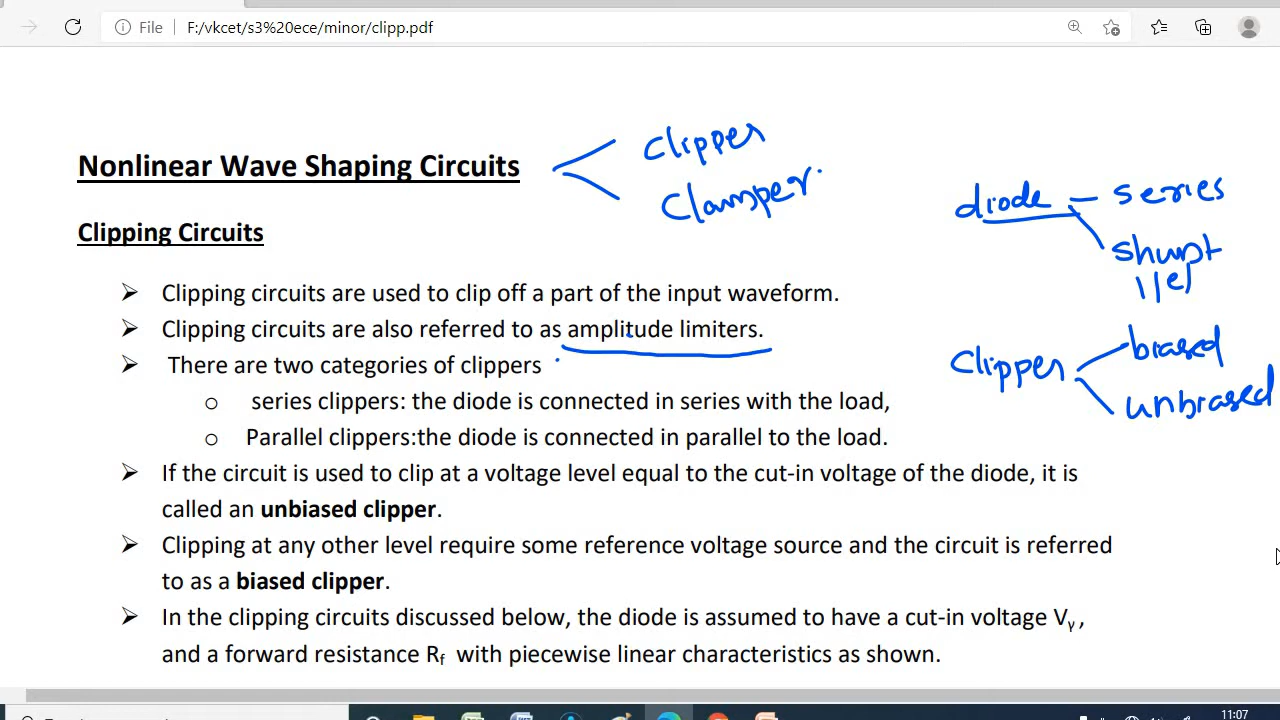 File F:/vkcet/s3%20ece/minor/clipp.pdf
Nonlinear Wave Shaping Circuits
Clipper
Clamper
diode – series
shunt
||el
Clipping Circuits
➢ Clipping circuits are used to clip off a part of the input waveform.
➢ Clipping circuits are also referred to as amplitude limiters.
Clipper
biased
unbiased
➢ There are two categories of clippers
o series clippers: the diode is connected in series with the load,
o Parallel clippers:the diode is connected in parallel to the load.
➢ If the circuit is used to clip at a voltage level equal to the cut-in voltage of the diode, it is
called an unbiased clipper.
➢ Clipping at any other level require some reference voltage source and the circuit is referred
to as a biased clipper.
➢ In the clipping circuits discussed below, the diode is assumed to have a cut-in voltage Vγ ,
and a forward resistance Rf with piecewise linear characteristics as shown.
11:07